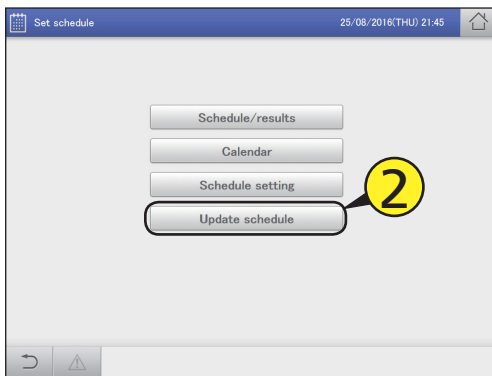 Set schedule 25/08/2016(THU) 21:45
Schedule/results
Calendar
Schedule setting
2
Update schedule